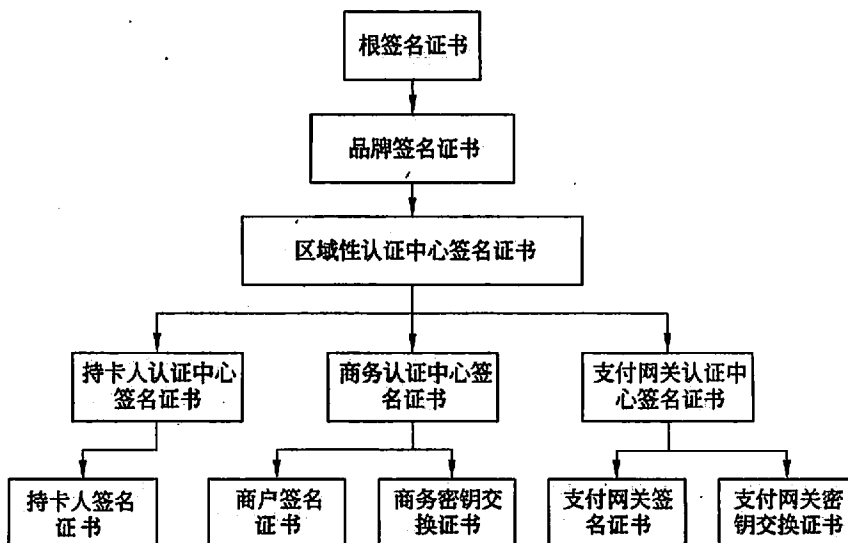 根签名证书
品牌签名证书
区域性认证中心签名证书
持卡人认证中心
签名证书
商务认证中心签
名证书
支付网关认证中
心签名证书
持卡人签名
证书
商户签名
证书
商务密钥交
换证书
支付网关签
名证书
支付网关密
钥交换证书